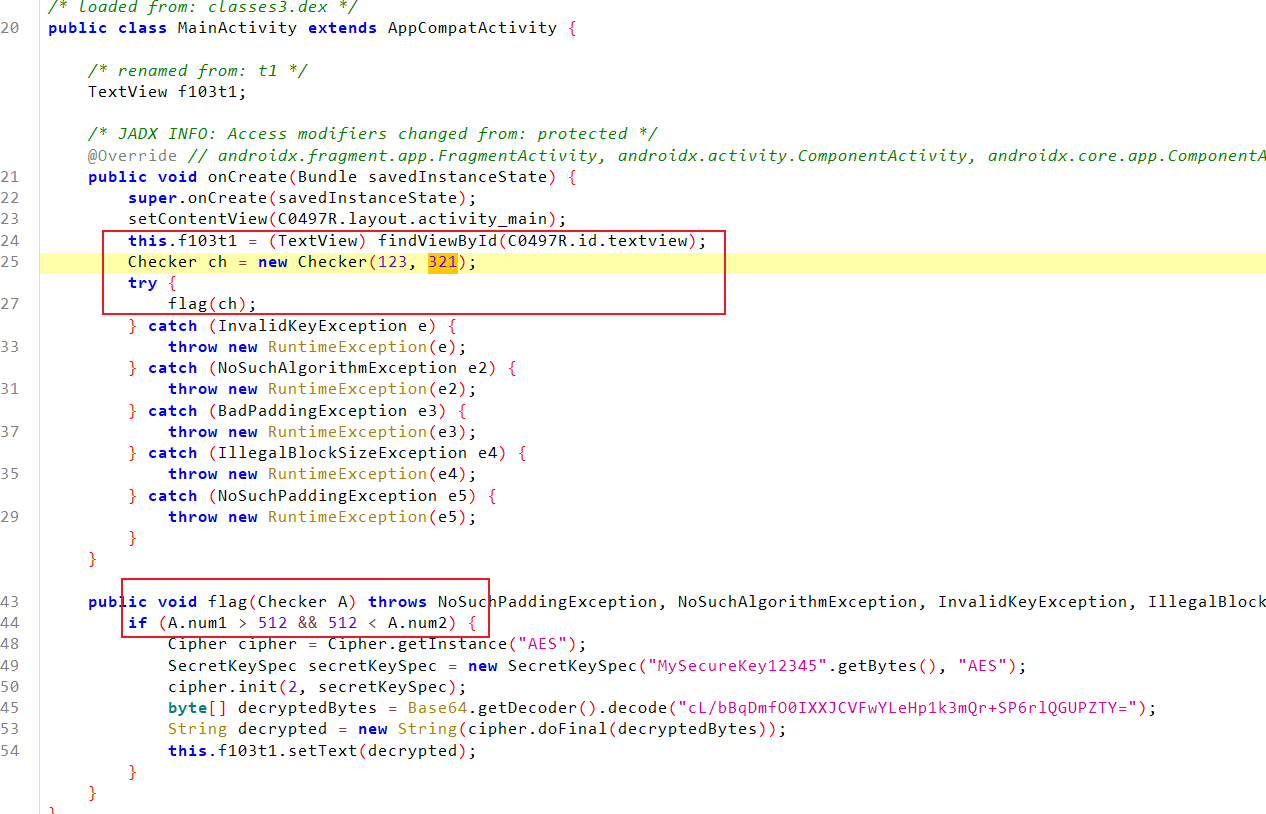 /* loaded from: classes3.dex */
20 public class MainActivity extends AppCompatActivity {
/* renamed from: t1 */
TextView f103t1;
/* JADX INFO: Access modifiers changed from: protected */
@Override // androidx.fragment.app.FragmentActivity, androidx.activity.ComponentActivity, androidx.core.app.ComponentA
21 public void onCreate(Bundle savedInstanceState) {
22 super.onCreate(savedInstanceState);
23 setContentView(C0497R.layout.activity_main);
24 this.f103t1 = (TextView) findViewById(C0497R.id.textview);
25 Checker ch = new Checker(123, 321);
try {
27 flag(ch);
} catch (InvalidKeyException e) {
33 throw new RuntimeException(e);
} catch (NoSuchAlgorithmException e2) {
31 throw new RuntimeException(e2);
} catch (BadPaddingException e3) {
37 throw new RuntimeException(e3);
} catch (IllegalBlockSizeException e4) {
35 throw new RuntimeException(e4);
} catch (NoSuchPaddingException e5) {
29 throw new RuntimeException(e5);
}
}
43 public void flag(Checker A) throws NoSuchPaddingException, NoSuchAlgorithmException, InvalidKeyException, IllegalBlock
44 if (A.num1 > 512 && 512 < A.num2) {
48 Cipher cipher = Cipher.getInstance("AES");
49 SecretKeySpec secretKeySpec = new SecretKeySpec("MySecureKey12345".getBytes(), "AES");
50 cipher.init(2, secretKeySpec);
45 byte[] decryptedBytes = Base64.getDecoder().decode("cL/bBqDmfO0IXXJCVFwYLeHp1k3mQr+SP6rlQGUPZTY=");
53 String decrypted = new String(cipher.doFinal(decryptedBytes));
54 this.f103t1.setText(decrypted);
}
}
}